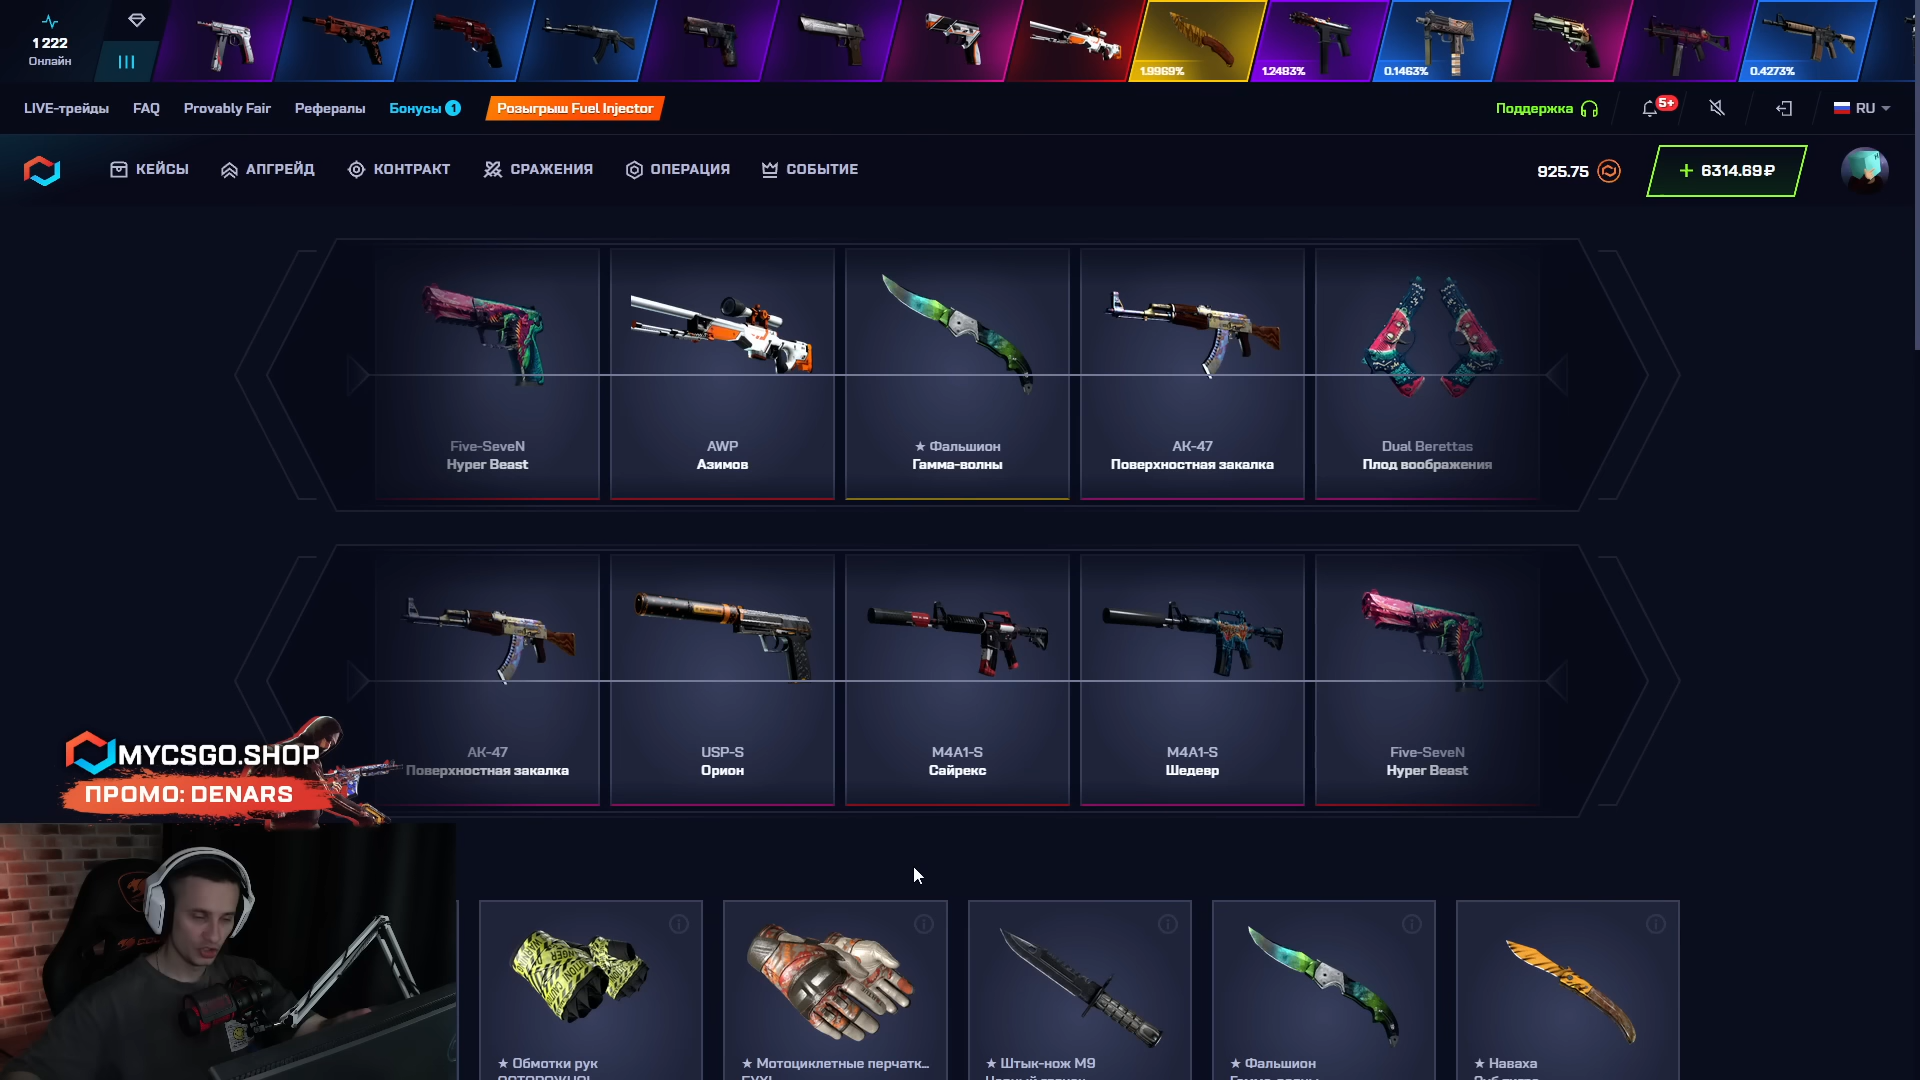 1 222
Онлайн
1.9969%
1.2483%
0.1463%
0.4273%
LIVE-трейды
FAQ
Provably Fair
Рефералы
Бонусы 1
Розыгрыш Fuel Injector
Поддержка
5+
RU
КЕЙСЫ
АПГРЕЙД
КОНТРАКТ
СРАЖЕНИЯ
ОПЕРАЦИЯ
СОБЫТИЕ
925.75
+ 6314.69₽
Five-SeveN
Hyper Beast
AWP
Азимов
★ Фальшион
Гамма-волны
AK-47
Поверхностная закалка
Dual Berettas
Плод воображения
AK-47
Поверхностная закалка
USP-S
Орион
M4A1-S
Сайрекс
M4A1-S
Шедевр
Five-SeveN
Hyper Beast
MYCSGO.SHOP
ПРОМО: DENARS
★ Обмотки рук
★ Мотоциклетные перчатк...
★ Штык-нож M9
★ Фальшион
★ Наваха